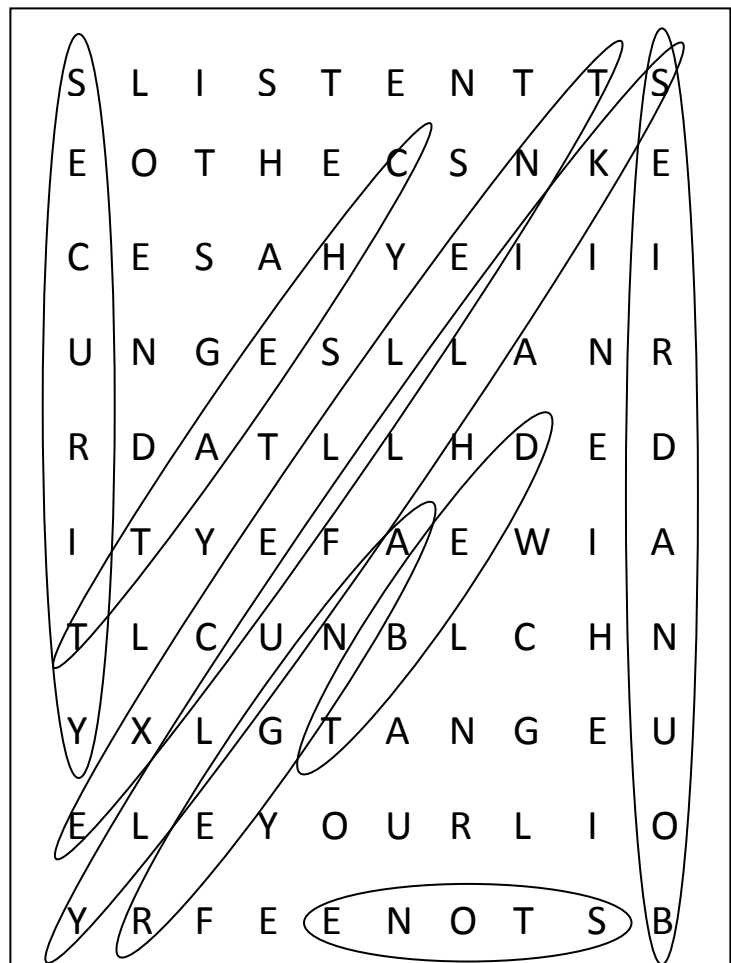 S L I S T E N T T S
E O T H E C S N K E
C E S A H Y E I I I
U N G E S L L A N R
R D A T L L H D E D
I T Y E F A E W I A
T L C U N B L C H N
Y X L G T A N G E U
E L E Y O U R L I O
Y R F E E N O T S B